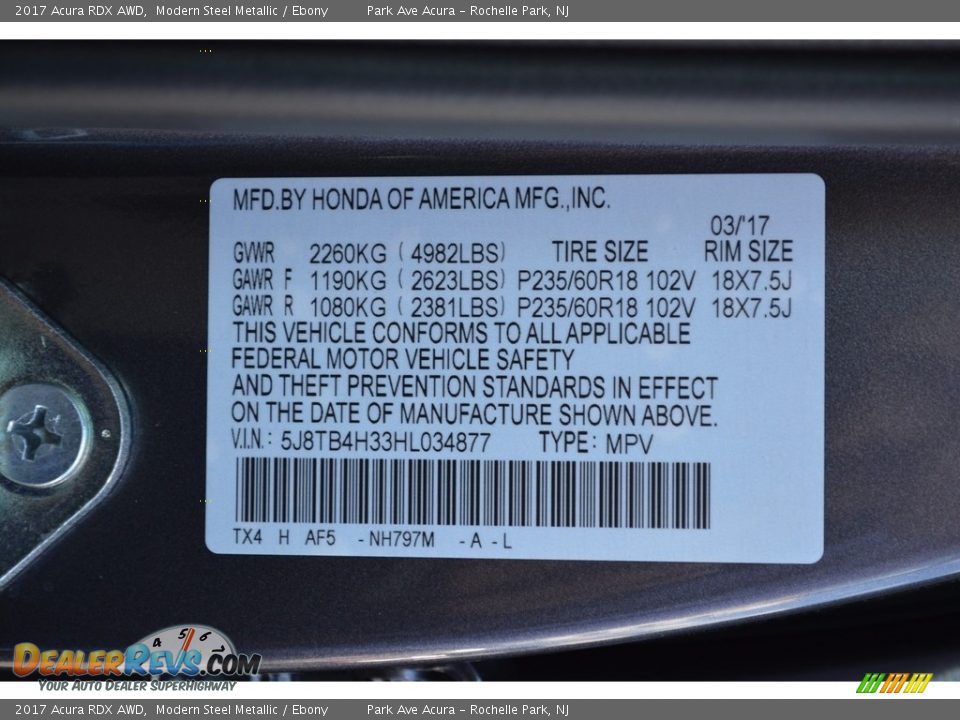 2017 Acura RDX AWD,  Modern Steel Metallic / Ebony  Park Ave Acura – Rochelle Park, NJ
MFD.BY HONDA OF AMERICA MFG.,INC.
03/'17
GVWR 2260KG ( 4982LBS) TIRE SIZE RIM SIZE
GAWR F 1190KG ( 2623LBS) P235/60R18 102V 18X7.5J
GAWR R 1080KG ( 2381LBS) P235/60R18 102V 18X7.5J
THIS VEHICLE CONFORMS TO ALL APPLICABLE
FEDERAL MOTOR VEHICLE SAFETY
AND THEFT PREVENTION STANDARDS IN EFFECT
ON THE DATE OF MANUFACTURE SHOWN ABOVE.
V.I.N.: 5J8TB4H33HL034877 TYPE: MPV
TX4 H AF5 -NH797M -A -L
4 5 6
DEALERREVS.COM
YOUR AUTO DEALER SUPERHIGHWAY
2017 Acura RDX AWD,  Modern Steel Metallic / Ebony  Park Ave Acura – Rochelle Park, NJ